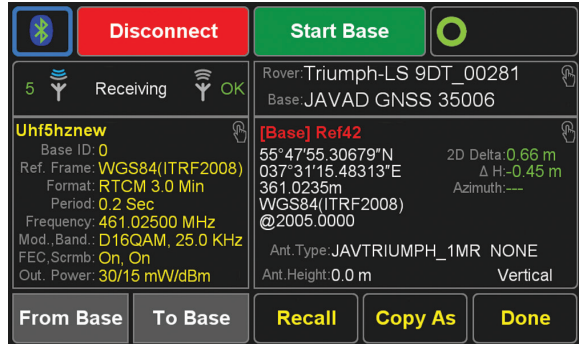 Disconnect
Start Base
5 Receiving OK
Rover: Triumph-LS 9DT_00281
Base: JAVAD GNSS 35006
Uhf5hznew
Base ID: 0
Ref. Frame: WGS84(ITRF2008)
Format: RTCM 3.0 Min
Period: 0.2 Sec
Frequency: 461.02500 MHz
Mod.,Band.: D16QAM, 25.0 KHz
FEC,Scrmb: On, On
Out. Power: 30/15 mW/dBm
[Base] Ref42
55°47'55.30679"N 2D Delta: 0.66 m
037°31'15.48313"E Δ H: -0.45 m
361.0235m Azimuth: ---
WGS84(ITRF2008)
@2005.0000
Ant.Type: JAVTRIUMPH_1MR NONE
Ant.Height: 0.0 m Vertical
From Base
To Base
Recall
Copy As
Done